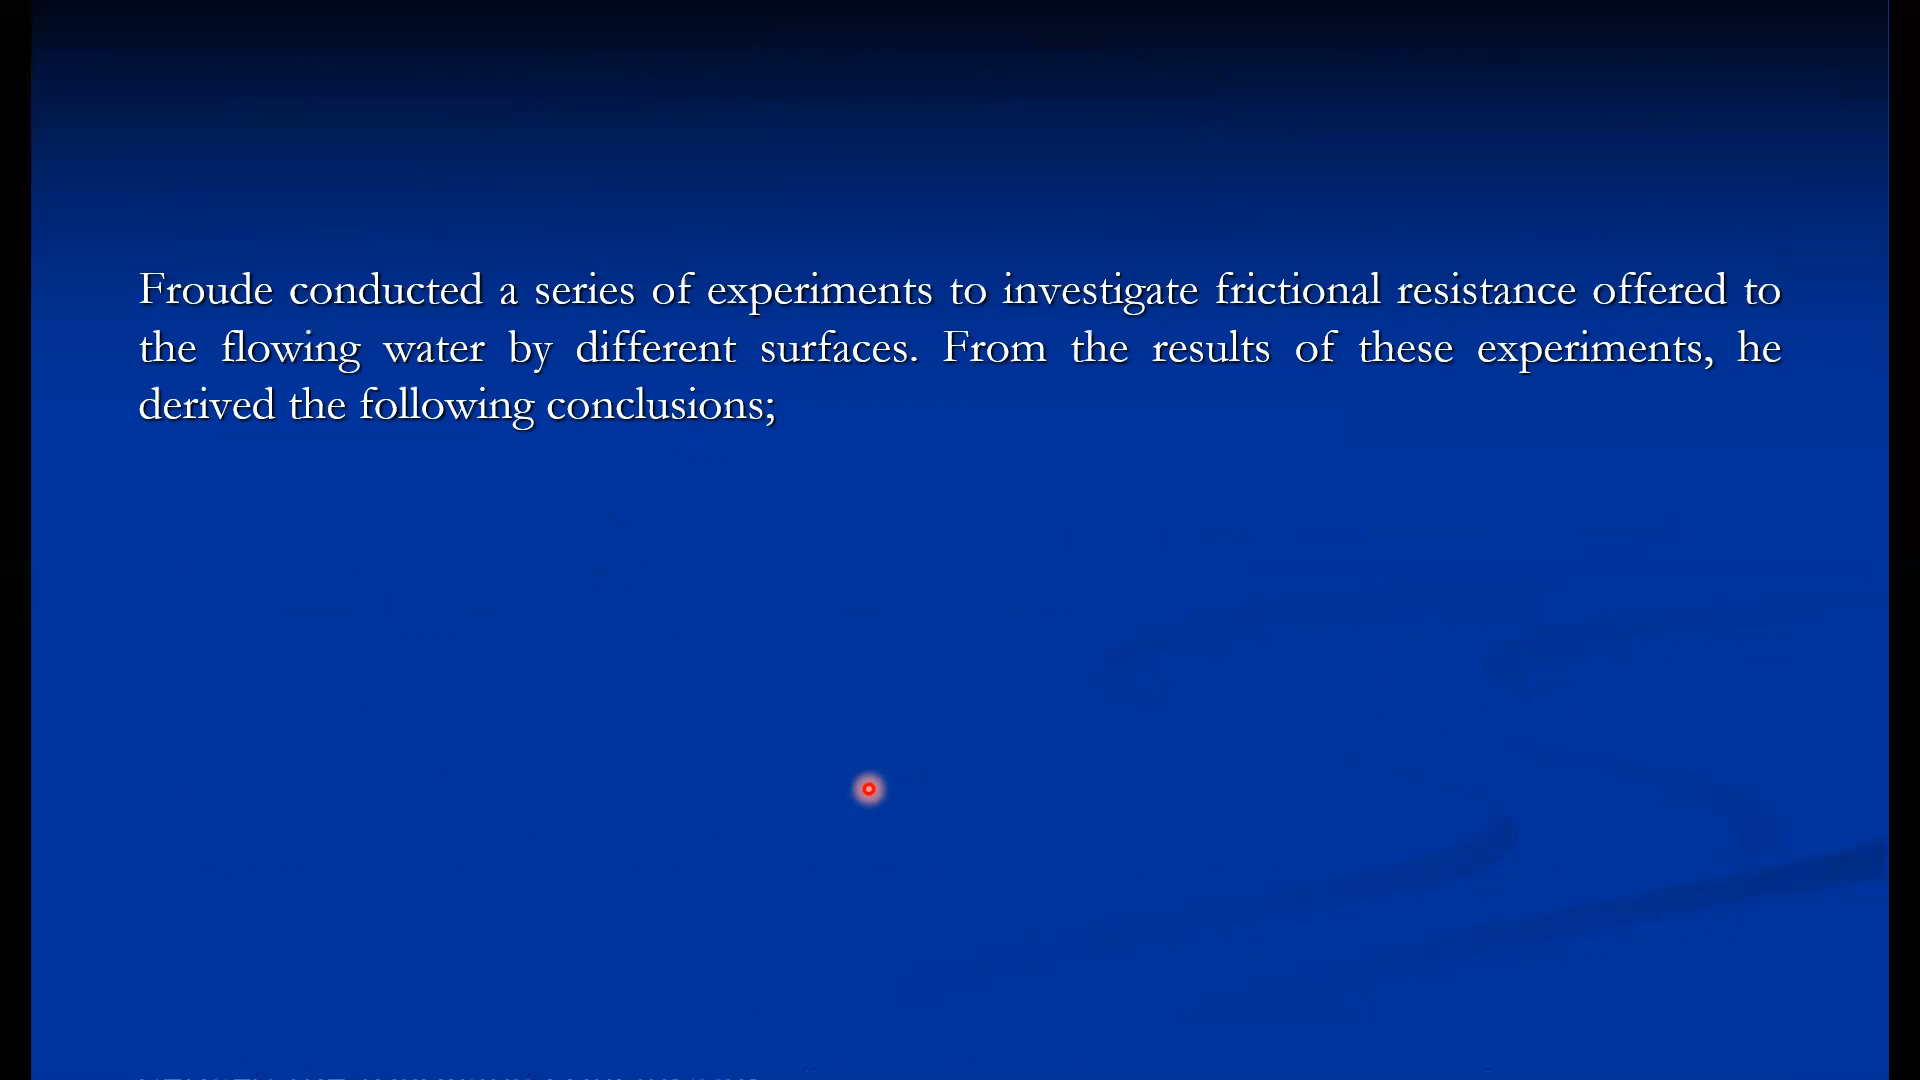 Froude conducted a series of experiments to investigate frictional resistance offered to
the flowing water by different surfaces. From the results of these experiments, he
derived the following conclusions;